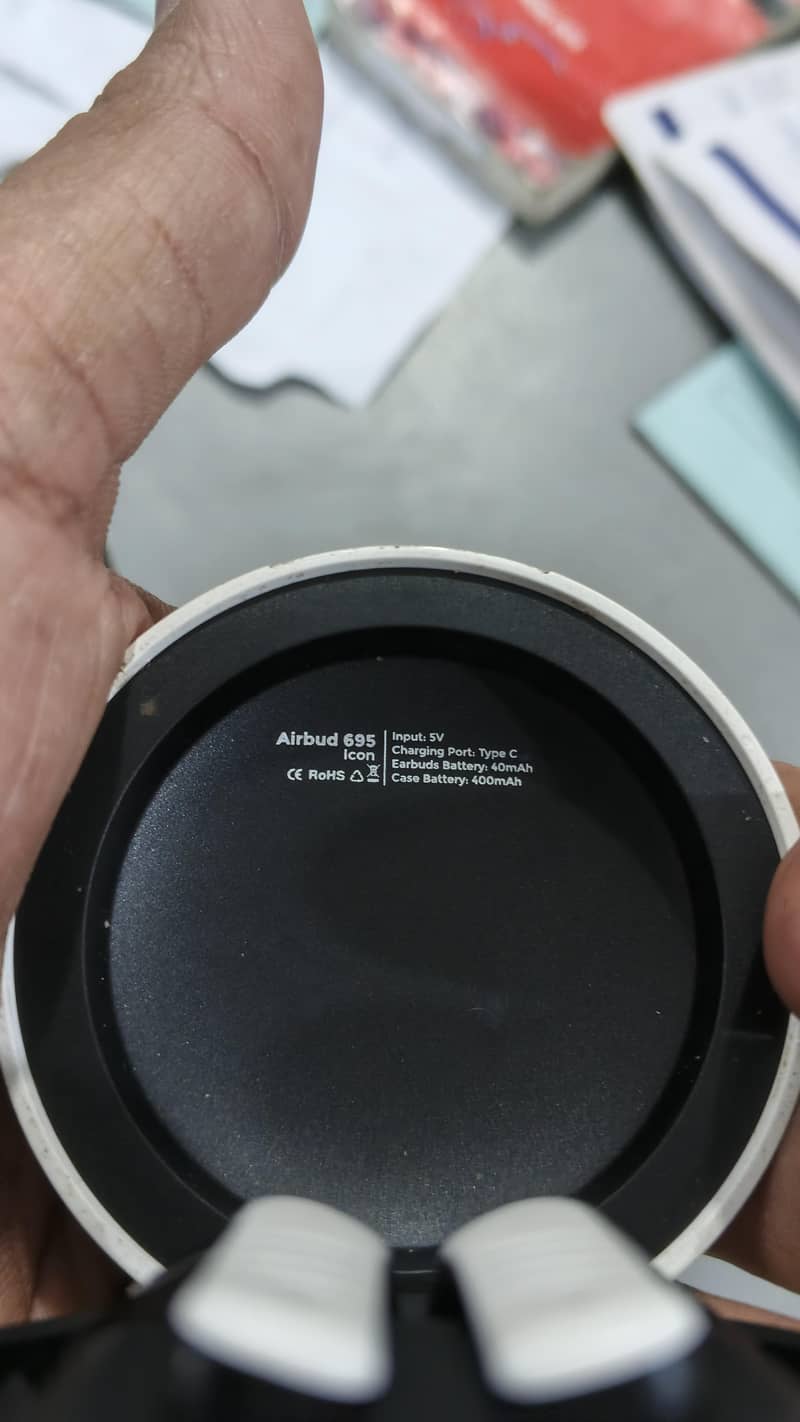 Airbud 695
Icon
CE RoHS
Input: 5V
Charging Port: Type C
Earbuds Battery: 40mAh
Case Battery: 400mAh